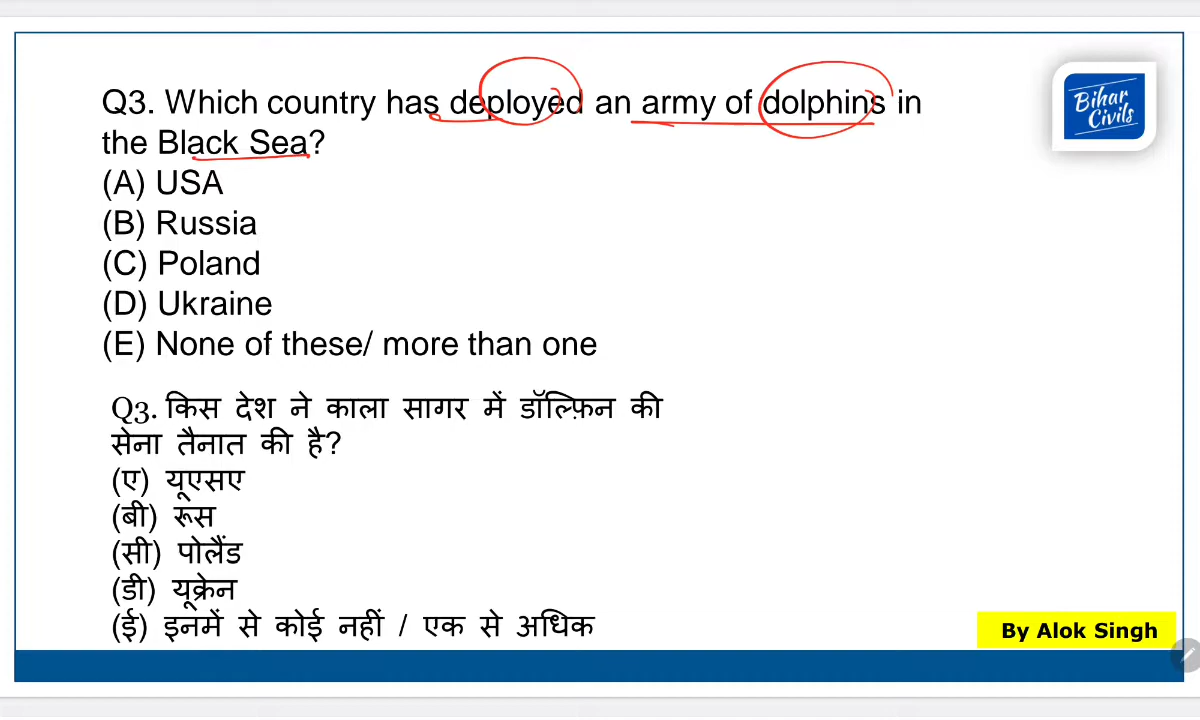 Q3. Which country has deployed an army of dolphins in
the Black Sea?
(A) USA
(B) Russia
(C) Poland
(D) Ukraine
(E) None of these/ more than one
Q3. किस देश ने काला सागर में डॉल्फ़िन की
सेना तैनात की है?
(ए) यूएसए
(बी) रूस
(सी) पोलैंड
(डी) यूक्रेन
(ई) इनमें से कोई नहीं / एक से अधिक
Bihar
Civils
By Alok Singh